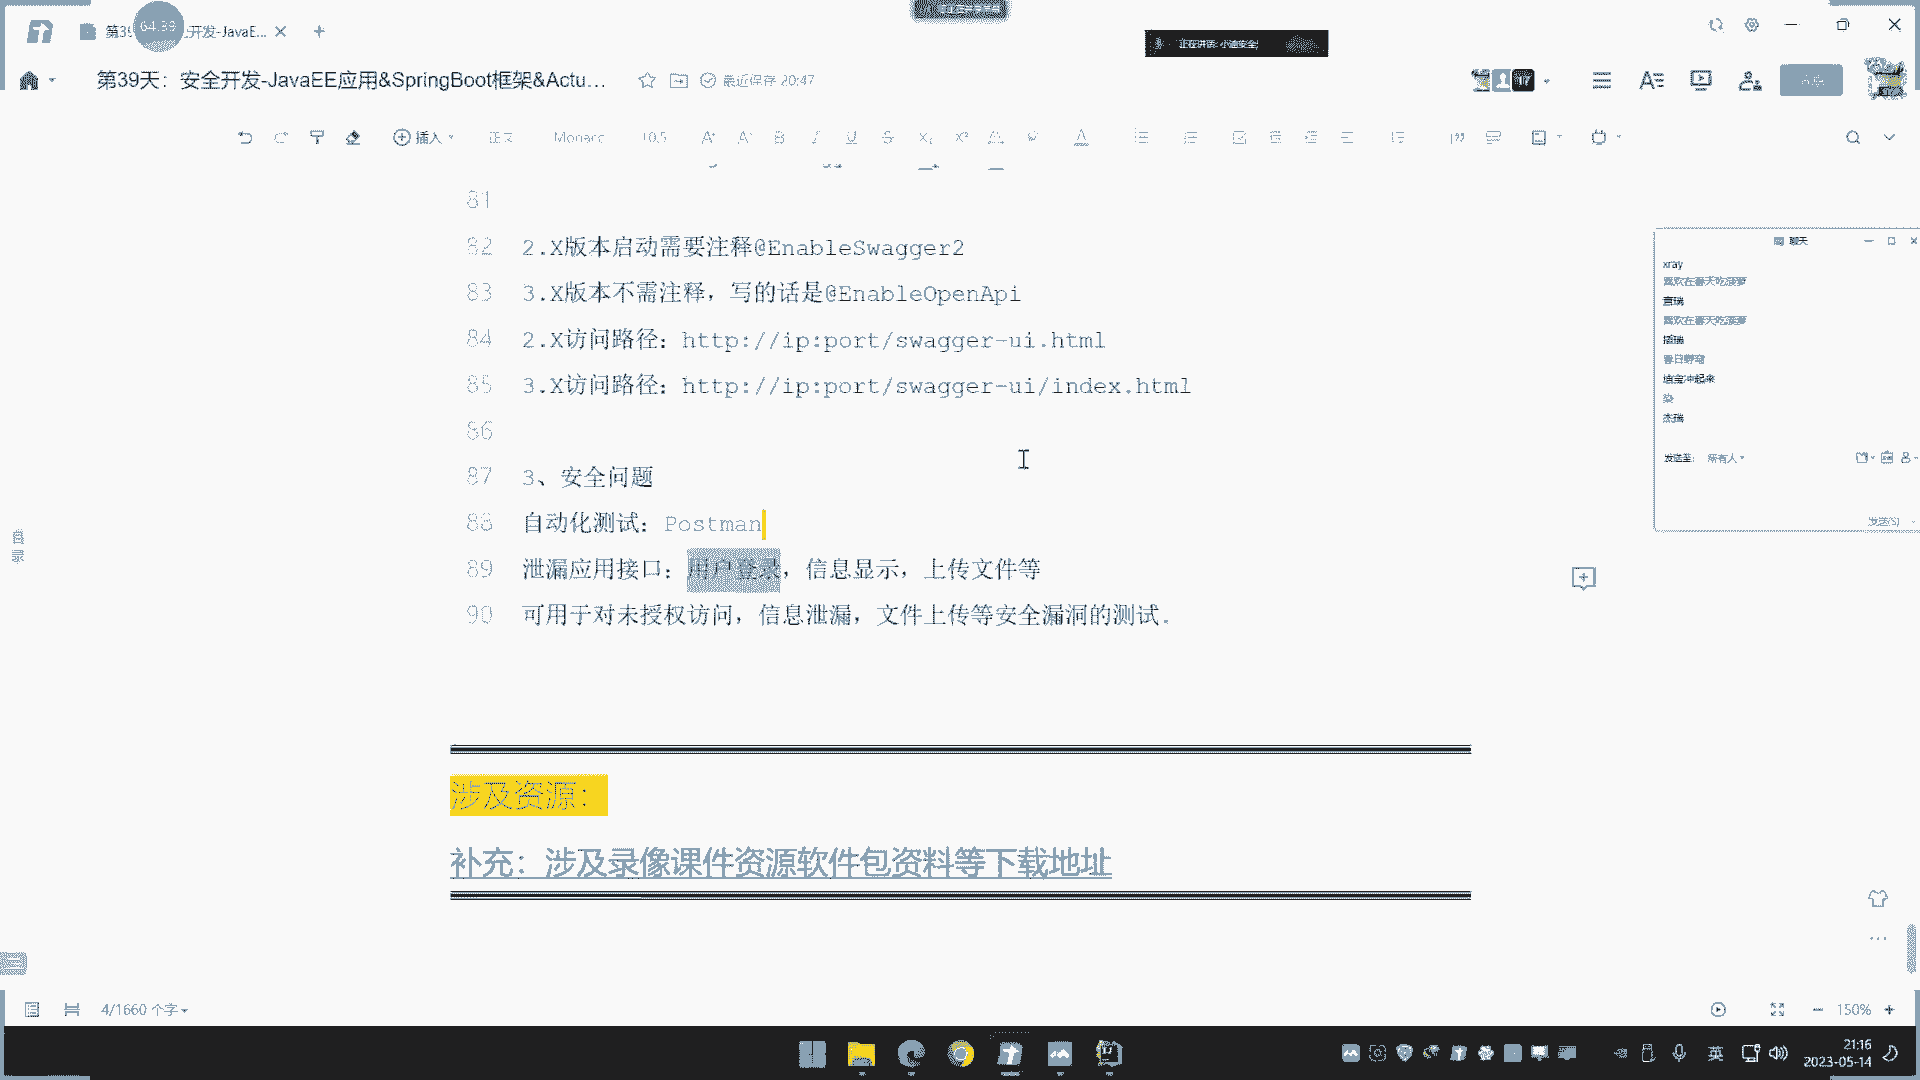 第39
开发-JavaE...
64:39
正在讲话: 小迪安全;
第39天：安全开发-JavaEE应用&SpringBoot框架&Actu...
最近保存 20:47
插入
正文
Monaco
10.5
81
82 2.X版本启动需要注释@EnableSwagger2
83 3.X版本不需注释，写的话是@EnableOpenApi
84 2.X访问路径：http://ip:port/swagger-ui.html
85 3.X访问路径：http://ip:port/swagger-ui/index.html
86
87 3、安全问题
88 自动化测试：Postman
89 泄漏应用接口：用户登录，信息显示，上传文件等
90 可用于对未授权访问，信息泄漏，文件上传等安全漏洞的测试。
涉及资源：
补充：涉及录像课件资源软件包资料等下载地址
目录
聊天
xray
喜欢在春天吃菠萝
查瑞
喜欢在春天吃菠萝
插瑞
春日野穹
迪宝冲起来
染
杰瑞
发送至: 所有人
发送(S)
4/1660 个字
150%
英
21:16
2023-05-14